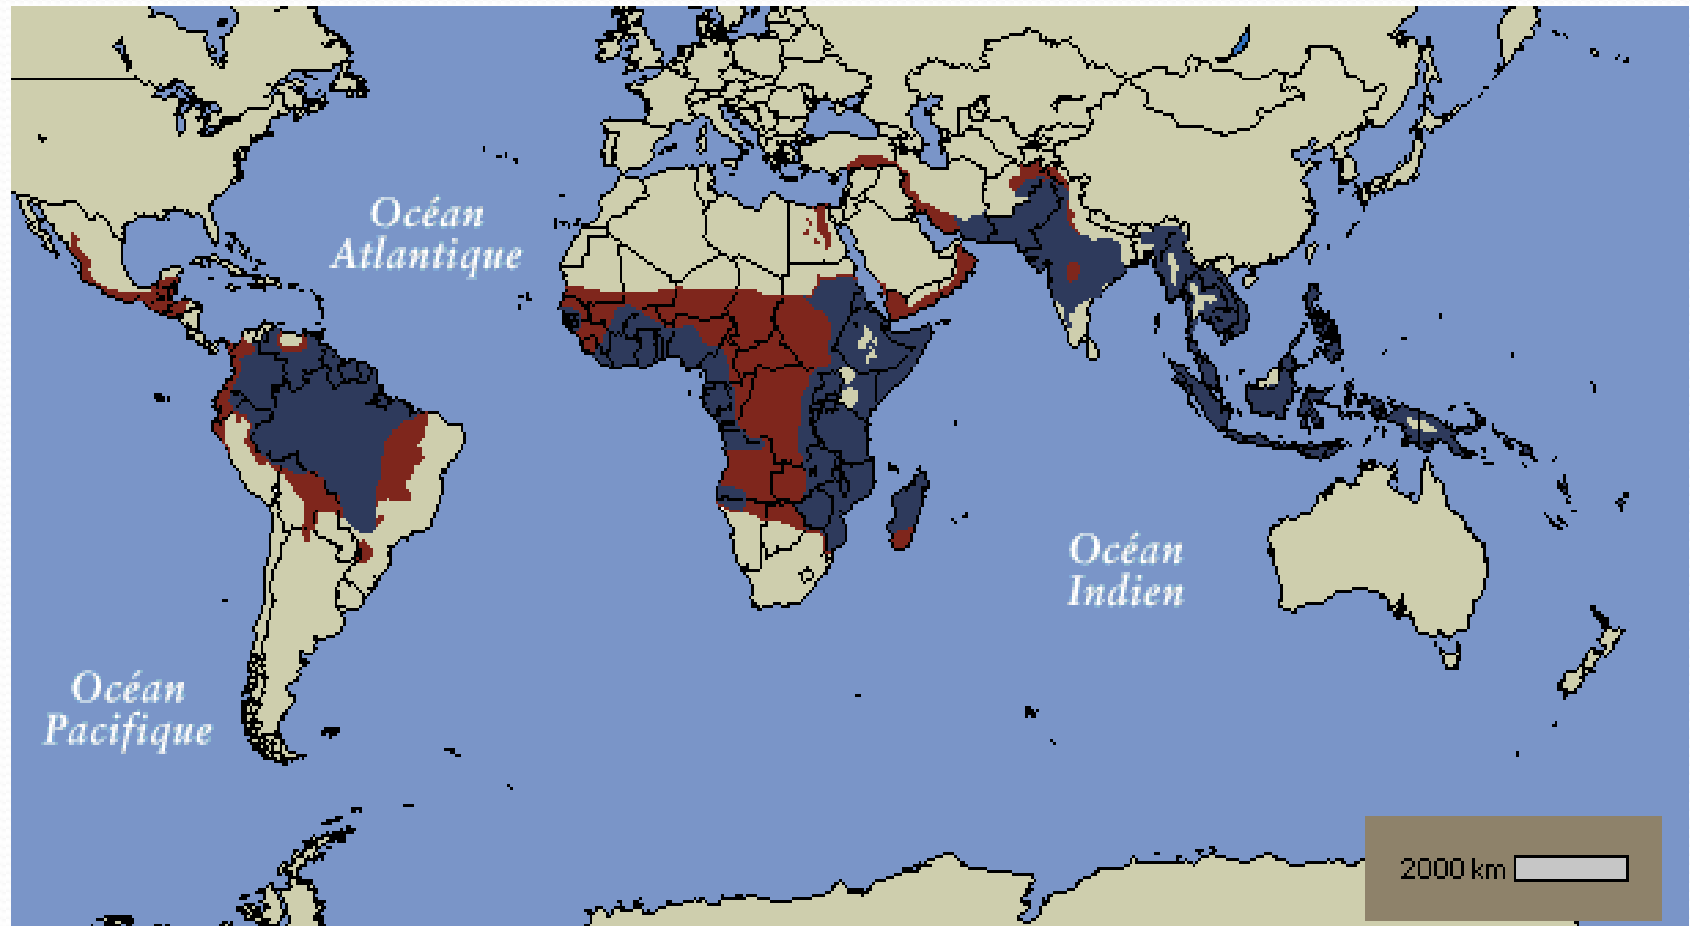 Océan
Atlantique
Océan
Indien
Océan
Pacifique
2000 km